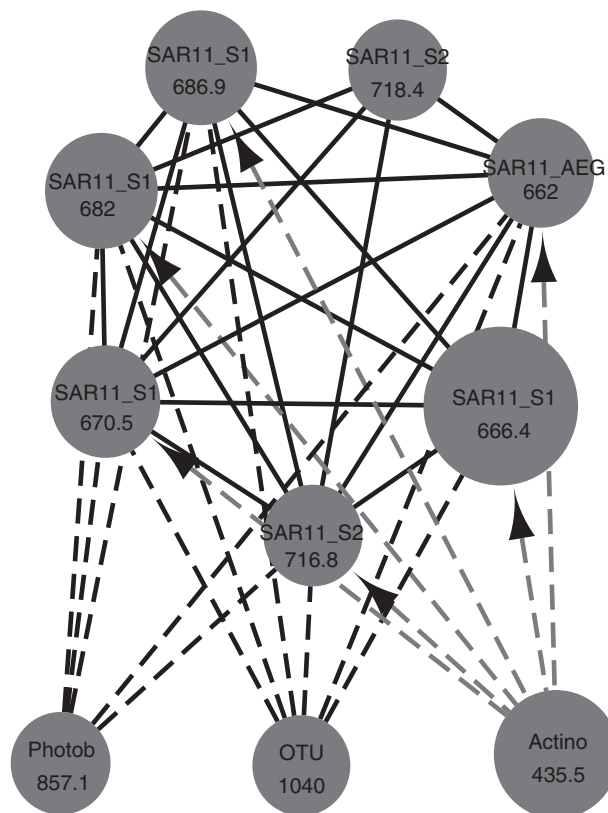 SAR11_S1
686.9
SAR11_S2
718.4
SAR11_S1
682
SAR11_AEG
662
SAR11_S1
670.5
SAR11_S1
666.4
SAR11_S2
716.8
Photob
857.1
OTU
1040
Actino
435.5